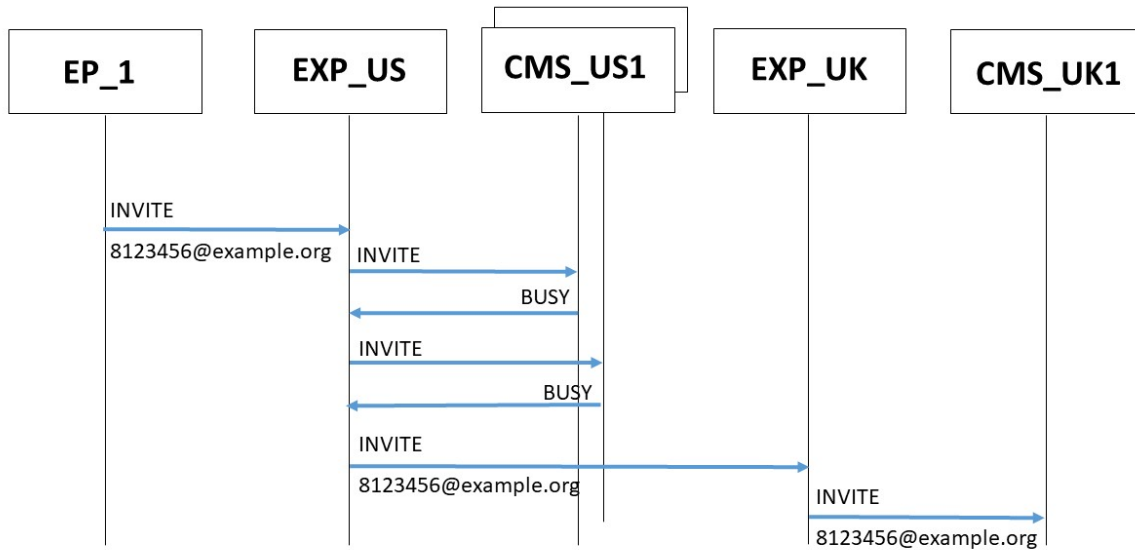 EP_1
EXP_US
CMS_US1
EXP_UK
CMS_UK1
INVITE
8123456@example.org
INVITE
BUSY
INVITE
BUSY
INVITE
8123456@example.org
INVITE
8123456@example.org